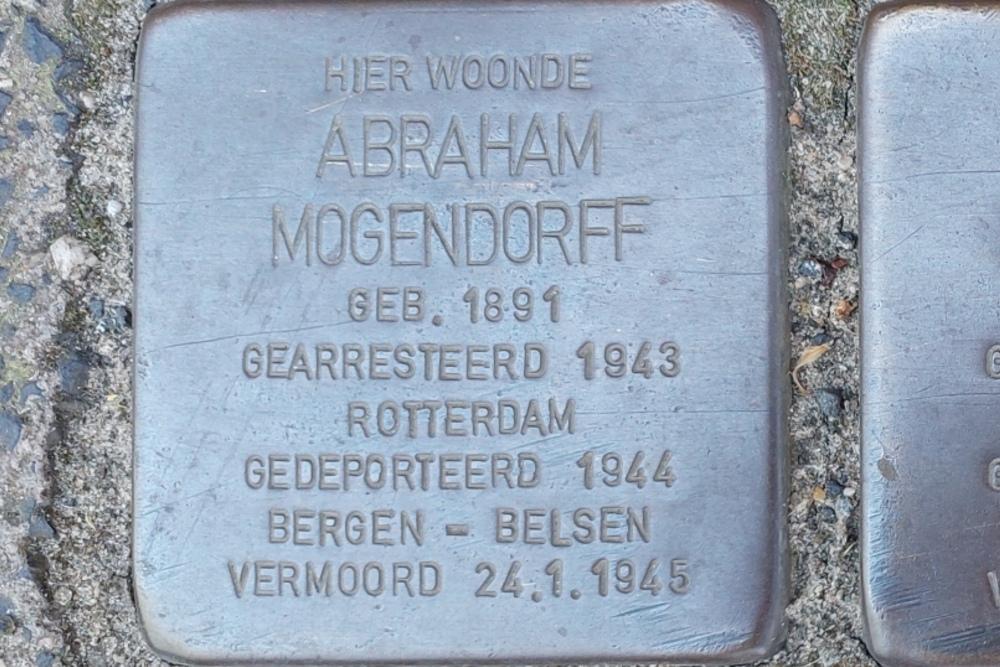 HIER WOONDE
ABRAHAM
MOGENDORFF
GEB. 1891
GEARRESTEERD 1943
ROTTERDAM
GEDEPORTEERD 1944
BERGEN - BELSEN
VERMOORD 24.1.1945